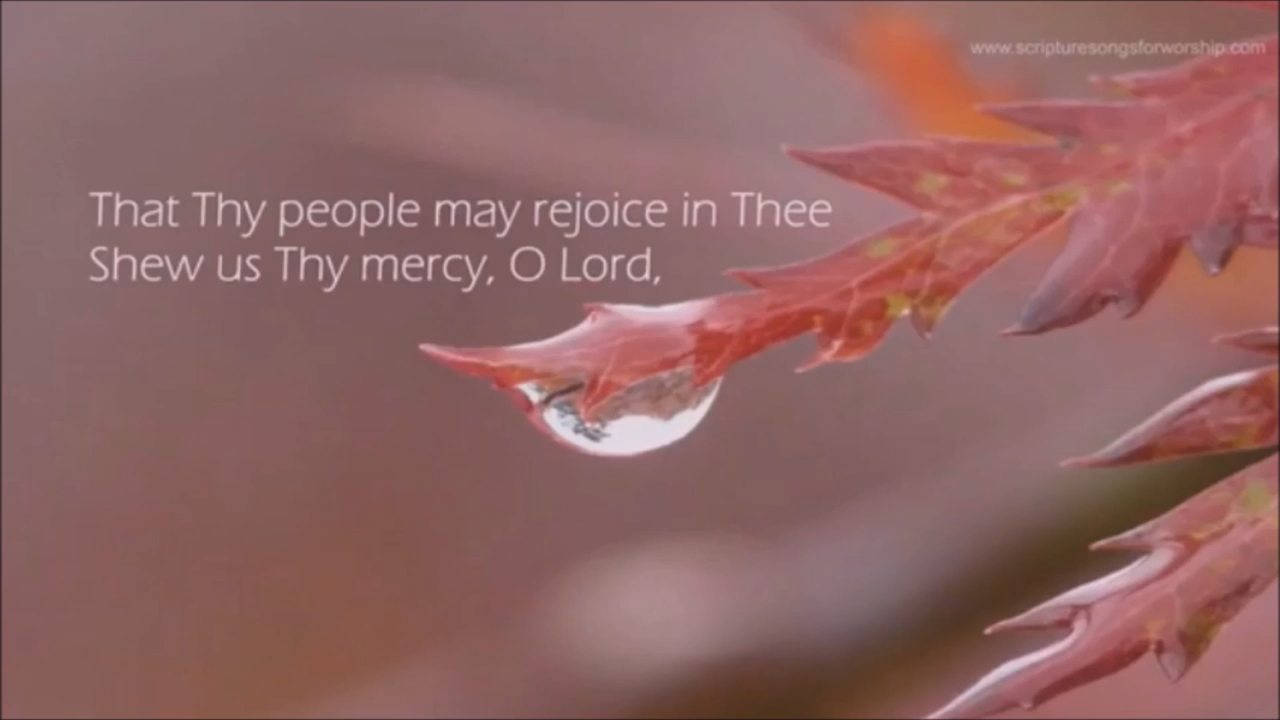 www.scripturesongsforworship.com
That Thy people may rejoice in Thee
Shew us Thy mercy, O Lord,